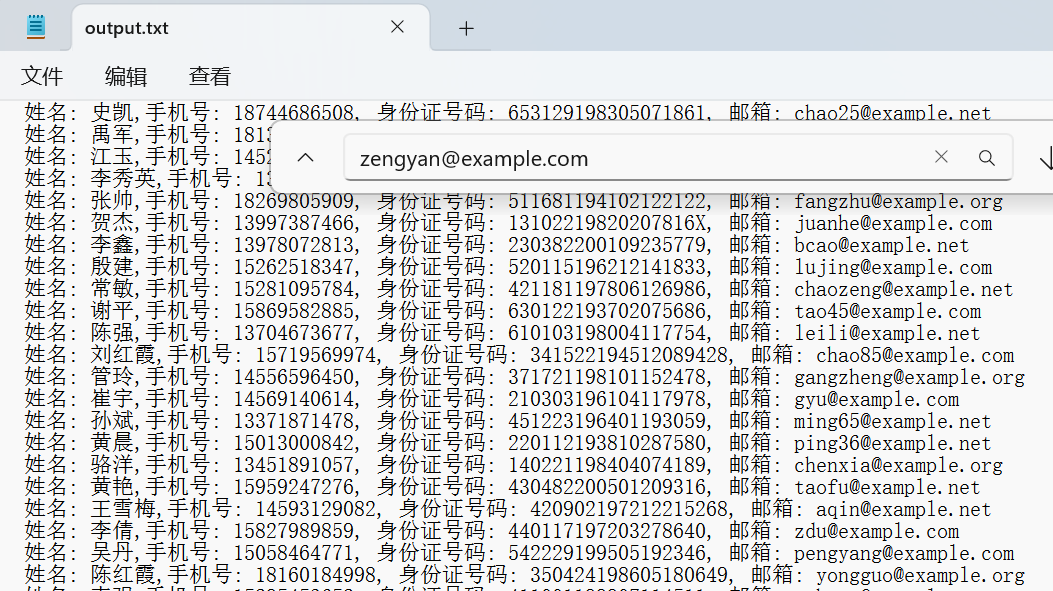 output.txt
文件 编辑 查看
姓名: 史凯,手机号: 18744686508, 身份证号码: 653129198305071861, 邮箱: chao25@example.net
zengyan@example.com
姓名: 禹军,手机号:
姓名: 江玉,手机号:
姓名: 李秀英,手机号:
姓名: 张帅,手机号: 18269805909, 身份证号码: 511681194102122122, 邮箱: fangzhu@example.org
姓名: 贺杰,手机号: 13997387466, 身份证号码: 13102219820207816X, 邮箱: juanhe@example.com
姓名: 李鑫,手机号: 13978072813, 身份证号码: 230382200109235779, 邮箱: bcao@example.net
姓名: 殷建,手机号: 15262518347, 身份证号码: 520115196212141833, 邮箱: lujing@example.com
姓名: 常敏,手机号: 15281095784, 身份证号码: 421181197806126986, 邮箱: chaozeng@example.net
姓名: 谢平,手机号: 15869582885, 身份证号码: 630122193702075686, 邮箱: tao45@example.com
姓名: 陈强,手机号: 13704673677, 身份证号码: 610103198004117754, 邮箱: leili@example.net
姓名: 刘红霞,手机号: 15719569974, 身份证号码: 341522194512089428, 邮箱: chao85@example.com
姓名: 管玲,手机号: 14556596450, 身份证号码: 371721198101152478, 邮箱: gangzheng@example.org
姓名: 崔宇,手机号: 14569140614, 身份证号码: 210303196104117978, 邮箱: gyu@example.com
姓名: 孙斌,手机号: 13371871478, 身份证号码: 451223196401193059, 邮箱: ming65@example.net
姓名: 黄晨,手机号: 15013000842, 身份证号码: 220112193810287580, 邮箱: ping36@example.net
姓名: 骆洋,手机号: 13451891057, 身份证号码: 140221198404074189, 邮箱: chenxia@example.org
姓名: 黄艳,手机号: 15959247276, 身份证号码: 430482200501209316, 邮箱: taofu@example.net
姓名: 王雪梅,手机号: 14593129082, 身份证号码: 420902197212215268, 邮箱: aqin@example.net
姓名: 李倩,手机号: 15827989859, 身份证号码: 440117197203278640, 邮箱: zdu@example.com
姓名: 吴丹,手机号: 15058464771, 身份证号码: 542229199505192346, 邮箱: pengyang@example.com
姓名: 陈红霞,手机号: 18160184998, 身份证号码: 350424198605180649, 邮箱: yongguo@example.org